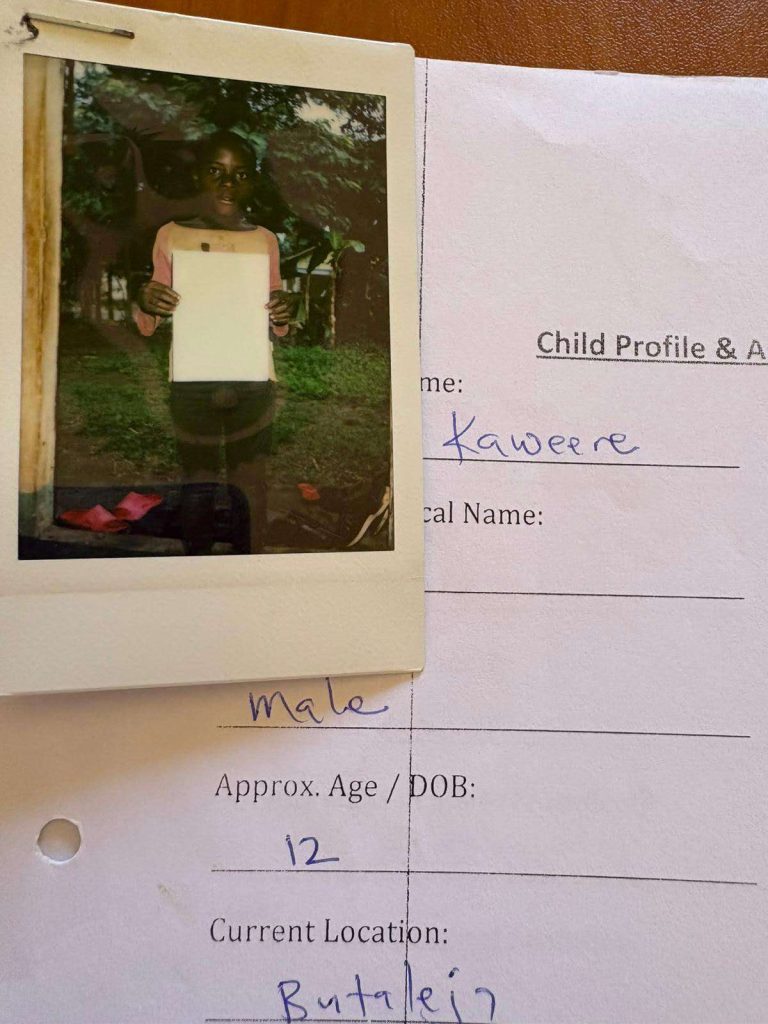 Child Profile & A
me:
Kaweere
cal Name:
Male
Approx. Age / DOB:
12
Current Location:
Butaleja